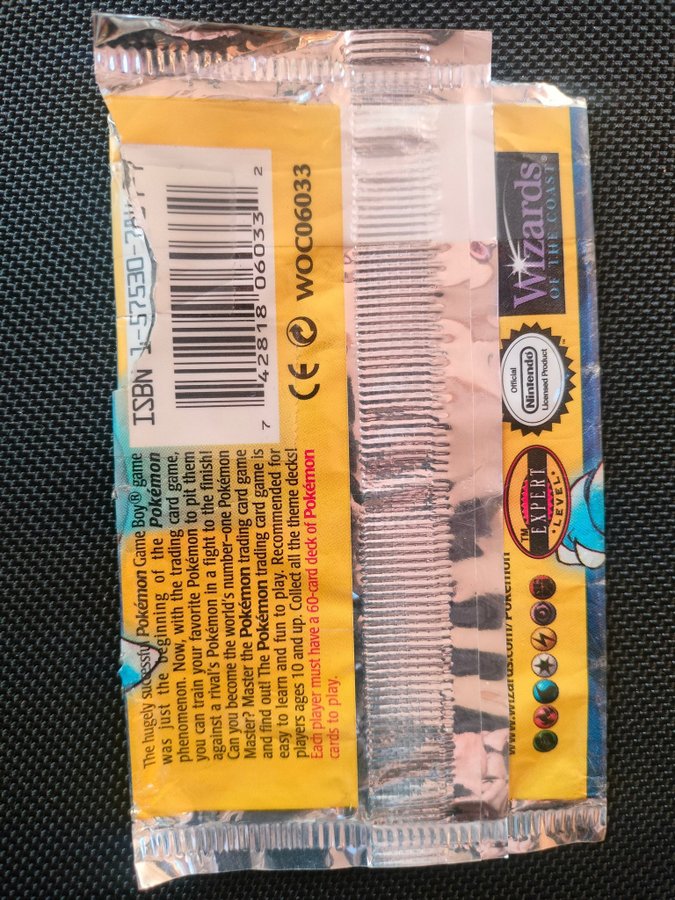 The hugely successful Pokémon Game Boy® game
was just the beginning of the Pokémon
phenomenon. Now, with the trading card game,
you can train your favorite Pokémon to pit them
against a rival's Pokémon in a fight to the finish!
Can you become the world's number-one Pokémon
Master? Master the Pokémon trading card game
and find out! The Pokémon trading card game is
easy to learn and fun to play. Recommended for
players ages 10 and up. Collect all the theme decks!
Each player must have a 60-card deck of Pokémon
cards to play.
ISBN 1-57530-
7 42818 06033 2
CE WOC06033
www.wizards.com/Pokemon
TM
EXPERT
LEVEL
Official
Nintendo®
Licensed Product
TM
Wizards
OF THE COAST®